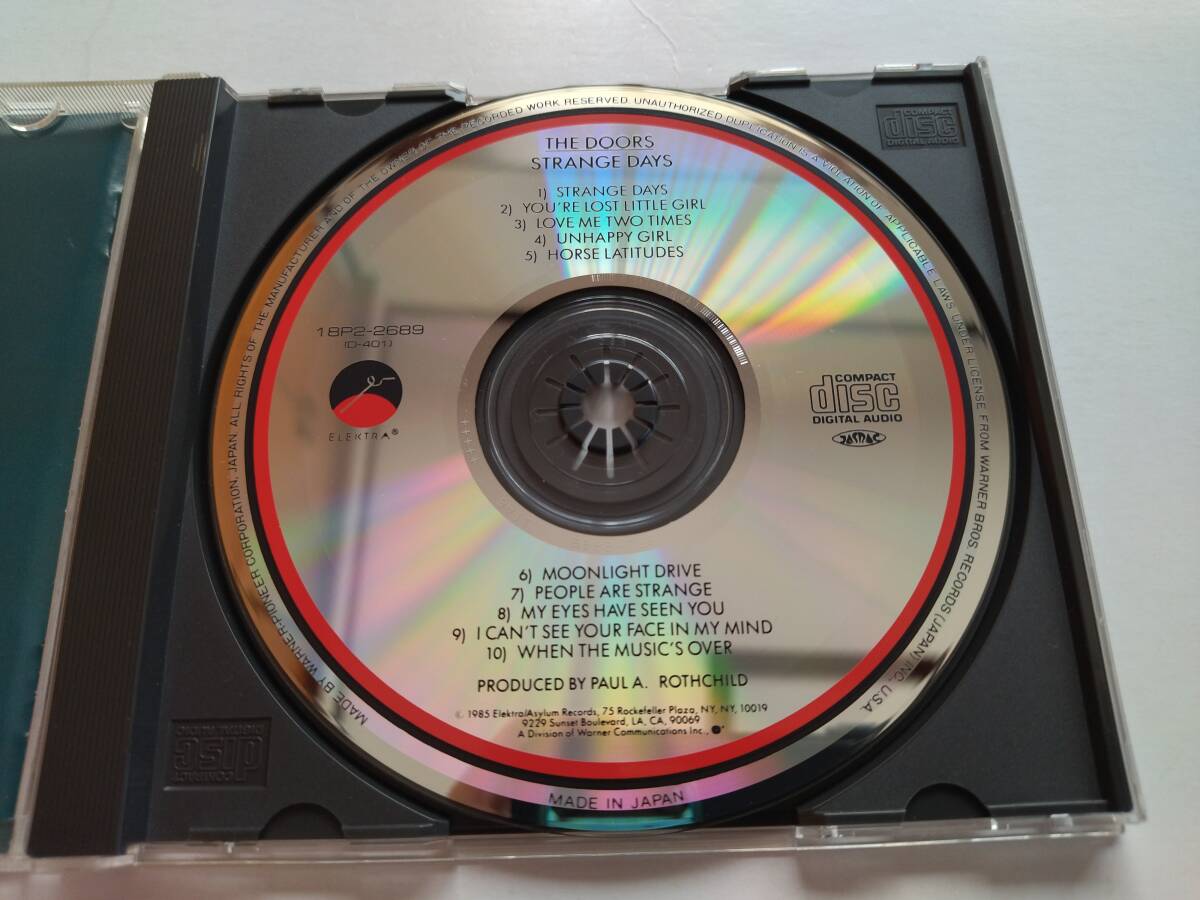 THE DOORS
STRANGE DAYS
1) STRANGE DAYS
2) YOU'RE LOST LITTLE GIRL
3) LOVE ME TWO TIMES
4) UNHAPPY GIRL
5) HORSE LATITUDES
18P2-2689
(D-401)
ELEKTRA®
COMPACT
disc
DIGITAL AUDIO
JASRAC
6) MOONLIGHT DRIVE
7) PEOPLE ARE STRANGE
8) MY EYES HAVE SEEN YOU
9) I CAN'T SEE YOUR FACE IN MY MIND
10) WHEN THE MUSIC'S OVER
PRODUCED BY PAUL A. ROTHCHILD
℗ 1985 Elektra/Asylum Records, 75 Rockefeller Plaza, NY, NY, 10019
9229 Sunset Boulevard, LA, CA, 90069
A Division of Warner Communications Inc.,
MADE BY WARNER-PIONEER CORPORATION, JAPAN. ALL RIGHTS OF THE MANUFACTURER AND OF THE OWNER OF THE RECORDED WORK RESERVED. UNAUTHORIZED DUPLICATION IS A VIOLATION OF APPLICABLE LAWS. UNDER LICENSE FROM WARNER BROS. RECORDS (JAPAN) INC., U.S.A.
MADE IN JAPAN
COMPACT
disc
DIGITAL AUDIO
COMPACT
disc
DIGITAL AUDIO